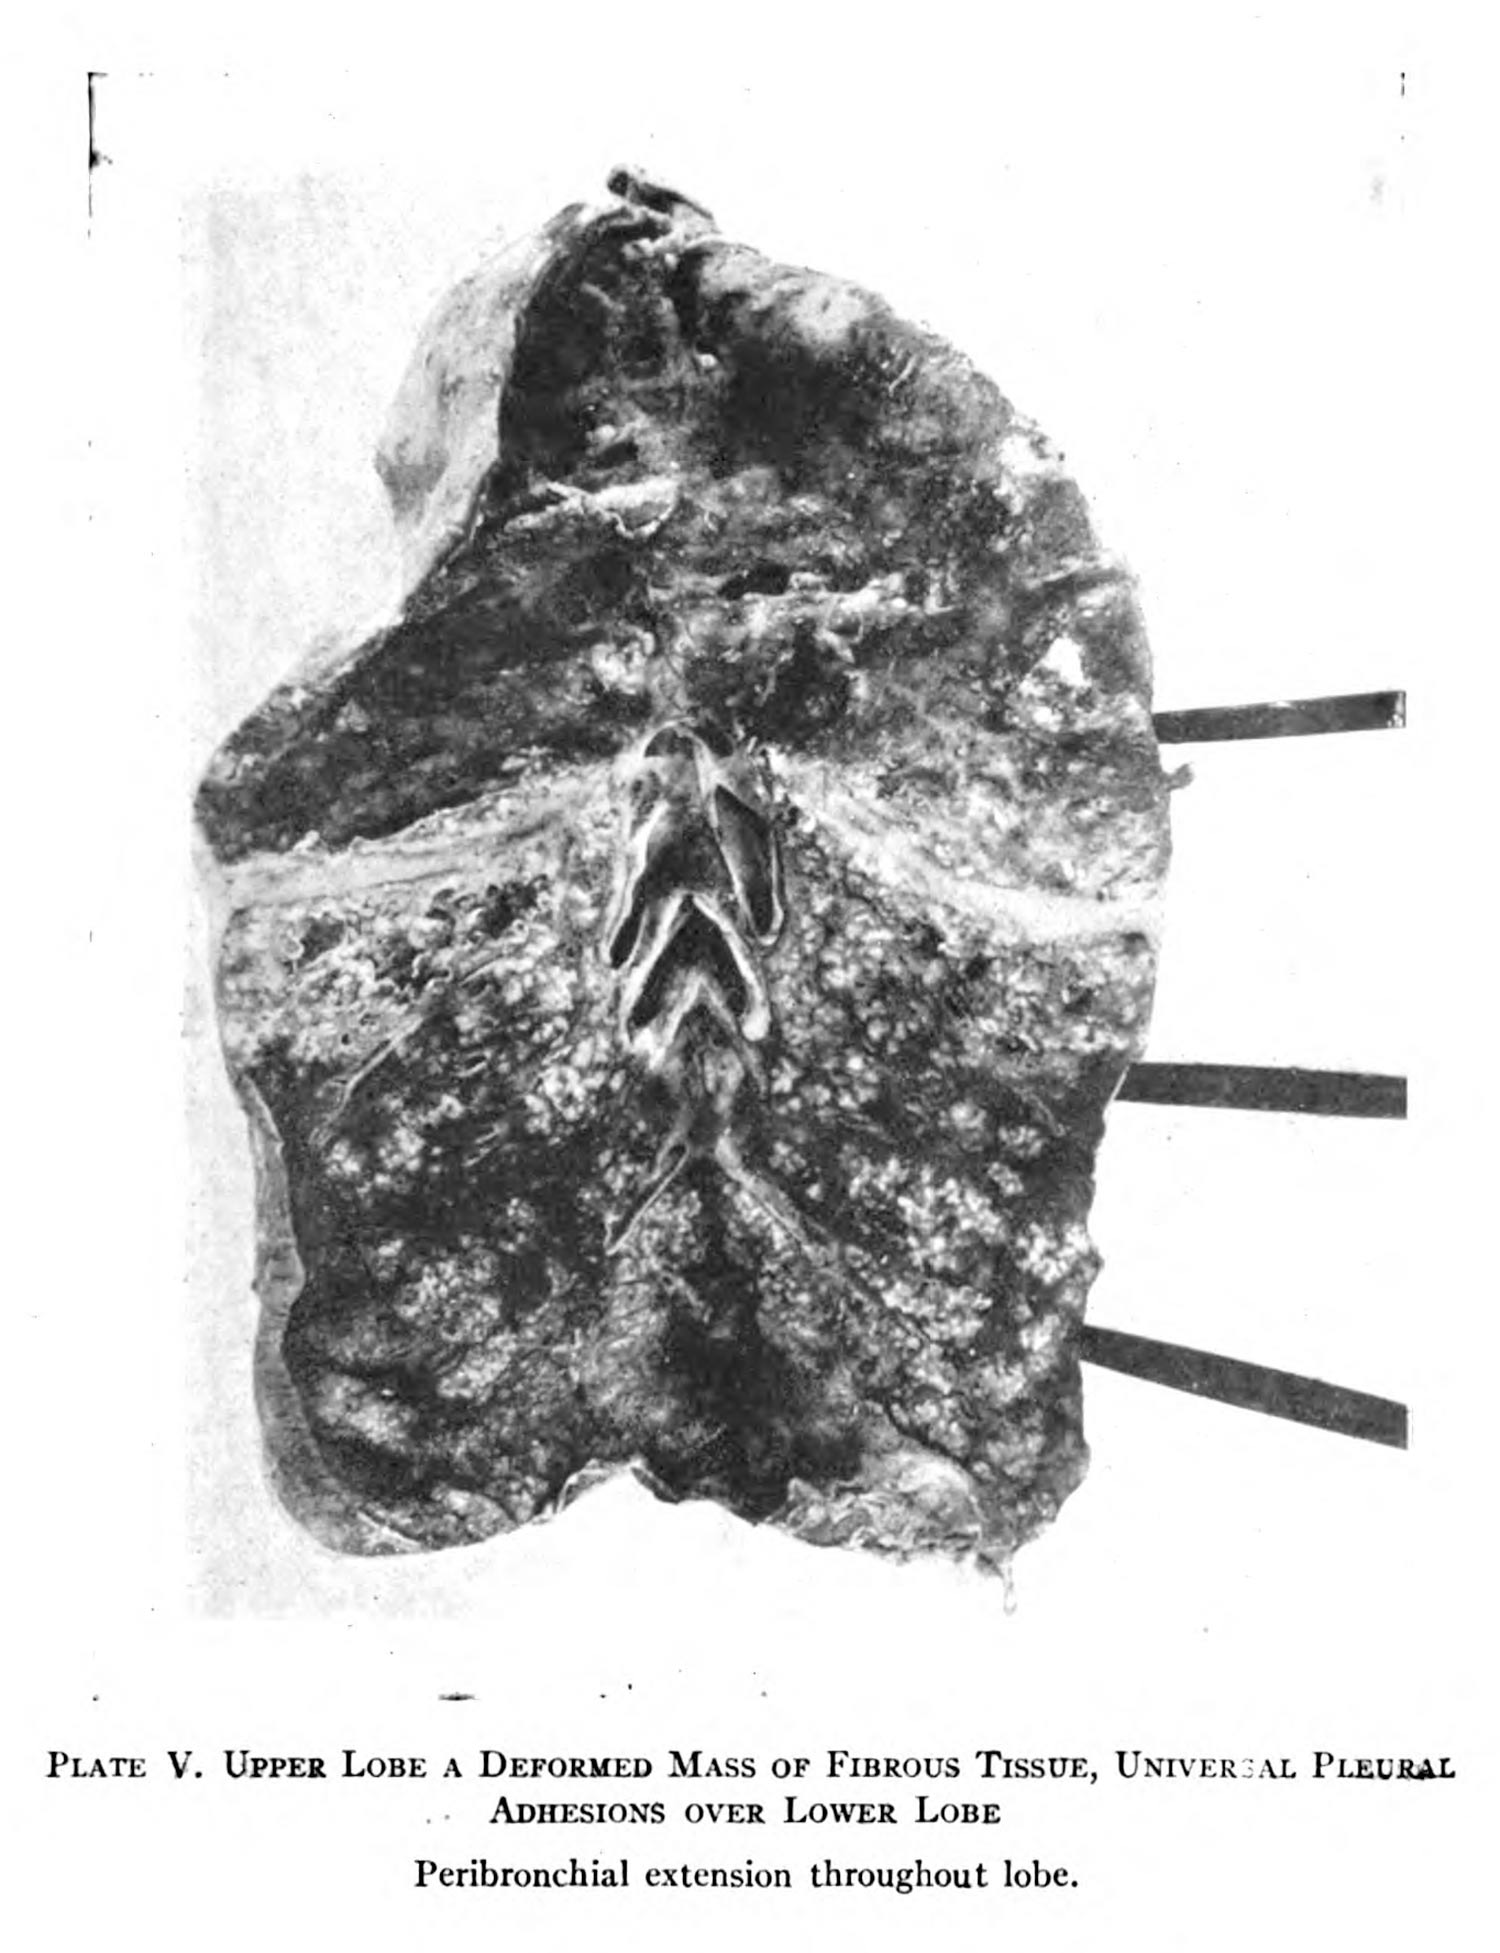 PLATE V. UPPER LOBE A DEFORMED MASS OF FIBROUS TISSUE, UNIVERSAL PLEURAL
ADHESIONS OVER LOWER LOBE
Peribronchial extension throughout lobe.